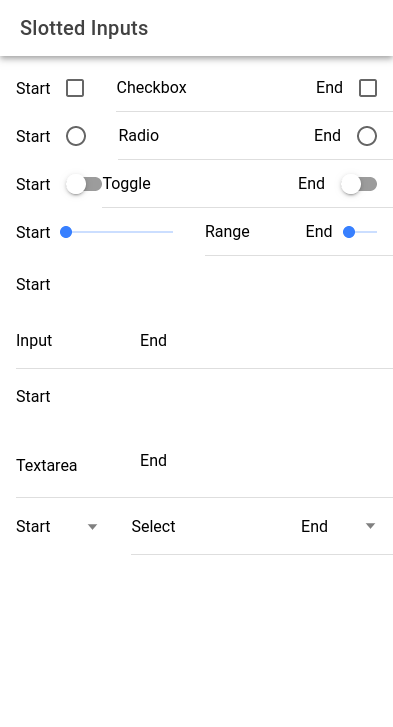 Slotted Inputs
Start Checkbox End
Start Radio End
Start Toggle End
Start Range End
Start
Input End
Start
Textarea End
Start Select End